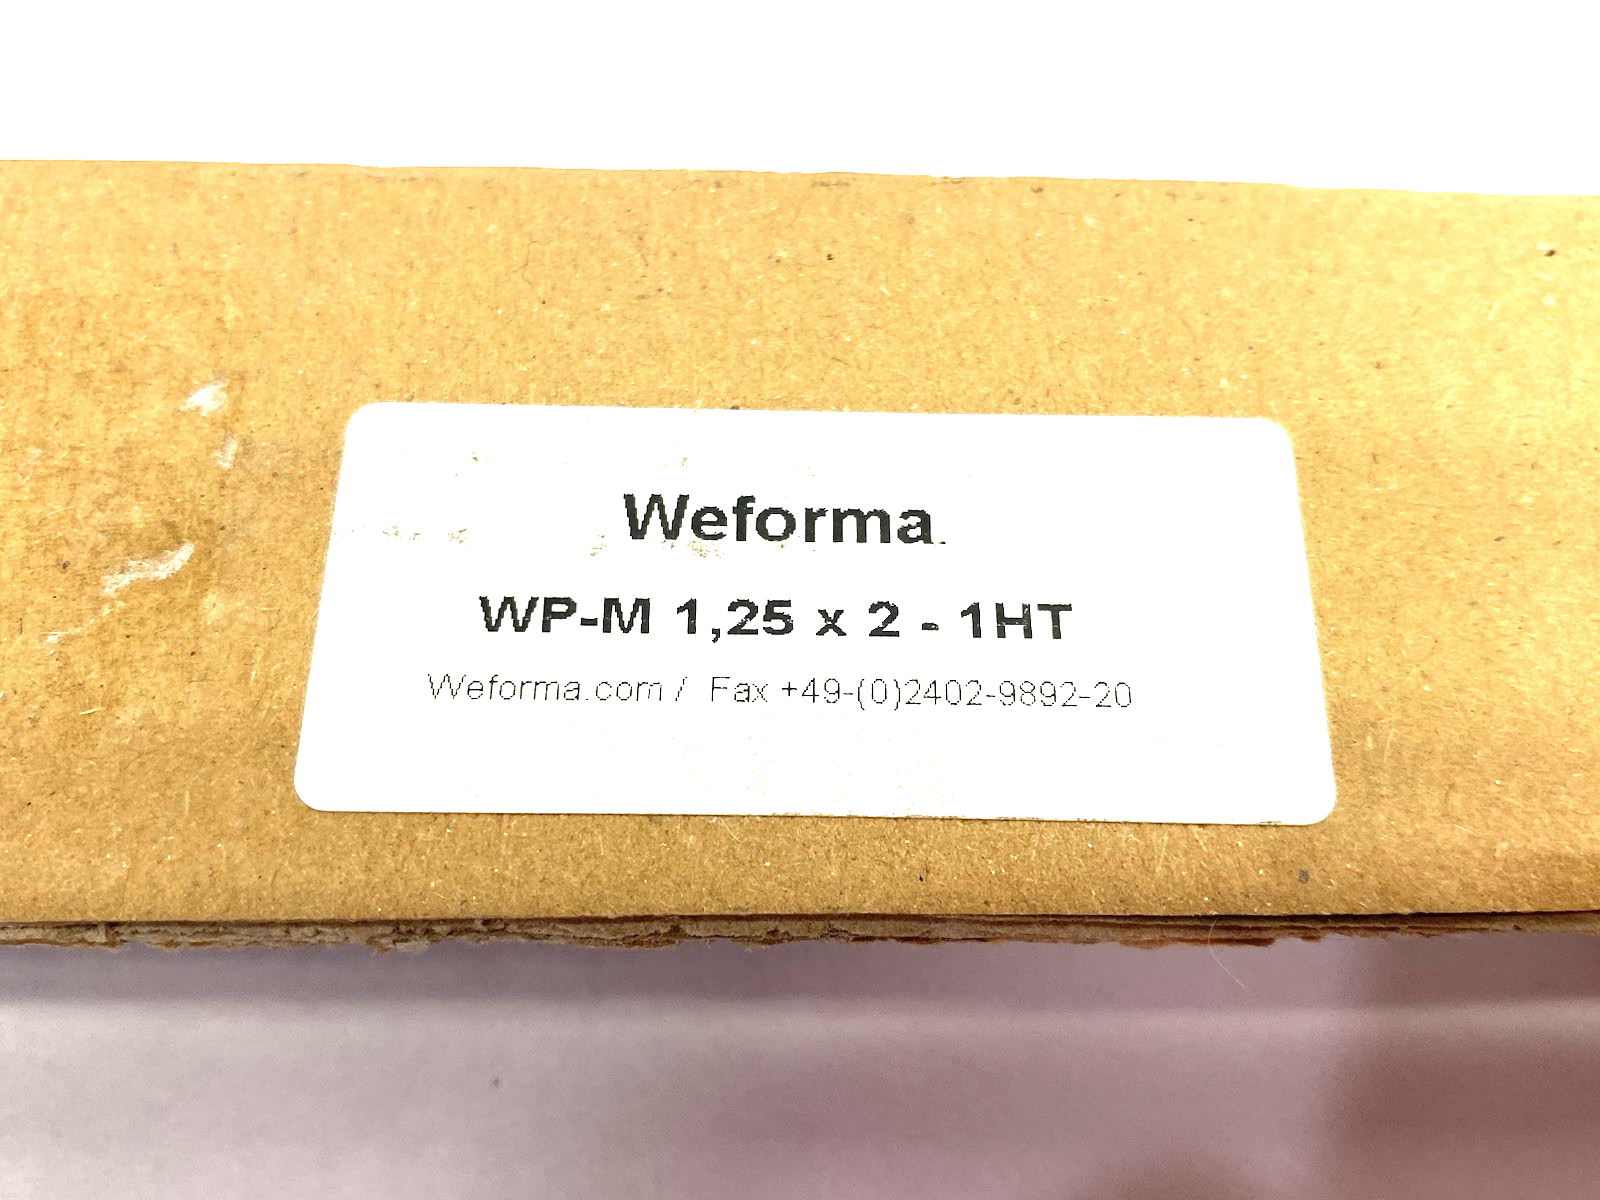 Weforma.
WP-M 1,25 x 2 - 1HT
Weforma.com / Fax +49-(0)2402-9892-20